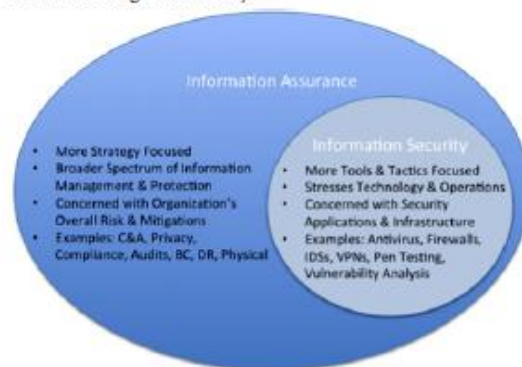 Information Assurance
• More Strategy Focused
• Broader Spectrum of Information
Management & Protection
• Concerned with Organization's
Overall Risk & Mitigations
• Examples: C&A, Privacy,
Compliance, Audits, BC, DR, Physical
Information Security
• More Tools & Tactics Focused
• Stresses Technology & Operations
• Concerned with Security
Applications & Infrastructure
• Examples: Antivirus, Firewalls,
IDSs, VPNs, Pen Testing,
Vulnerability Analysis